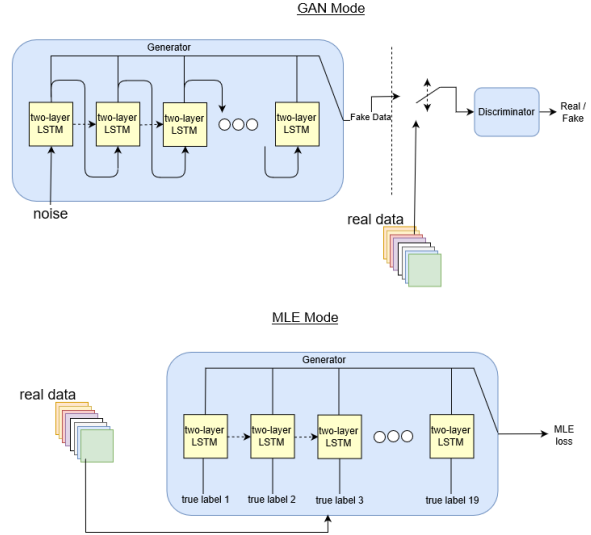 GAN Mode
Generator
two-layer
LSTM
two-layer
LSTM
two-layer
LSTM
two-layer
LSTM
Fake Data
Discriminator
Real /
Fake
noise
real data
MLE Mode
Generator
real data
two-layer
LSTM
two-layer
LSTM
two-layer
LSTM
two-layer
LSTM
MLE
loss
true label 1
true label 2
true label 3
true label 19